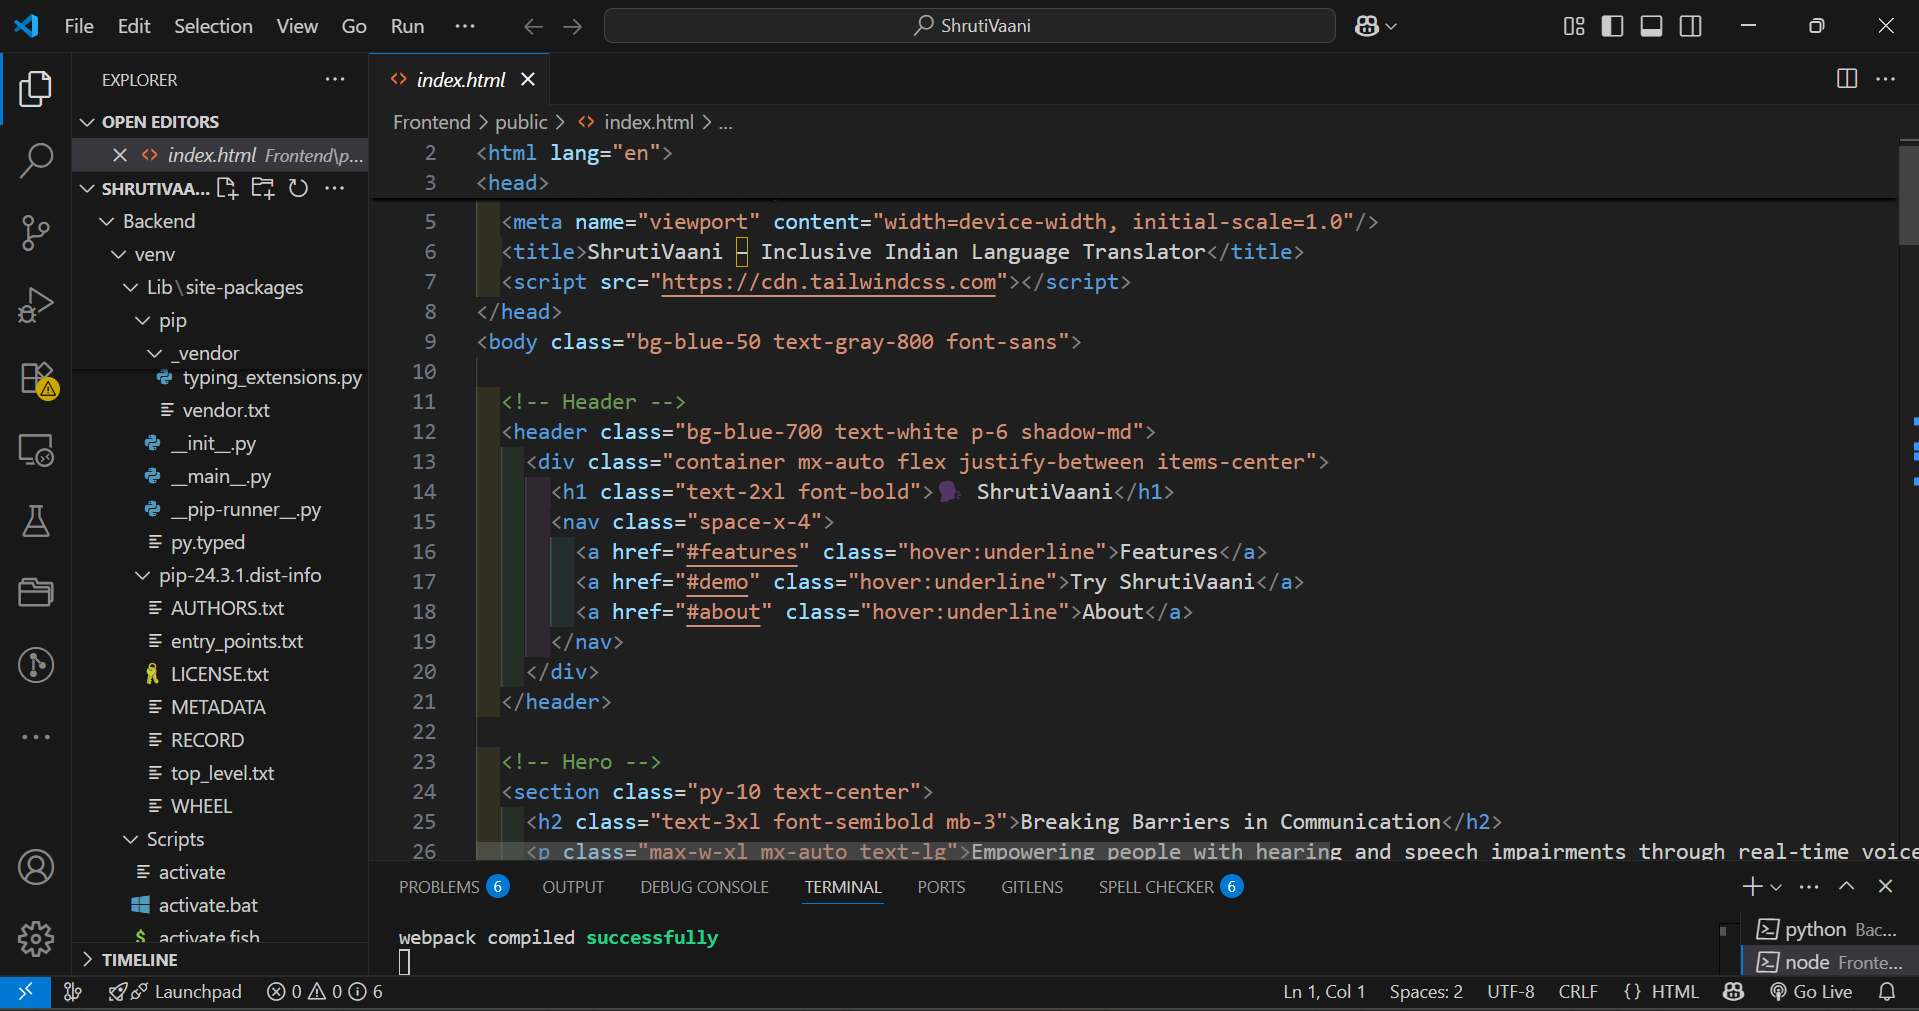 File Edit Selection View Go Run ... ShrutiVaani
EXPLORER
OPEN EDITORS
index.html Frontend\p...
SHRUTIVAA...
Backend
venv
Lib\site-packages
pip
_vendor
typing_extensions.py
vendor.txt
__init__.py
__main__.py
__pip-runner__.py
py.typed
pip-24.3.1.dist-info
AUTHORS.txt
entry_points.txt
LICENSE.txt
METADATA
RECORD
top_level.txt
WHEEL
Scripts
activate
activate.bat
activate.fish
TIMELINE
index.html
Frontend > public > index.html > ...
2 <html lang="en">
3 <head>
5 <meta name="viewport" content="width=device-width, initial-scale=1.0"/>
6 <title>ShrutiVaani – Inclusive Indian Language Translator</title>
7 <script src="https://cdn.tailwindcss.com"></script>
8 </head>
9 <body class="bg-blue-50 text-gray-800 font-sans">
10
11 <!-- Header -->
12 <header class="bg-blue-700 text-white p-6 shadow-md">
13 <div class="container mx-auto flex justify-between items-center">
14 <h1 class="text-2xl font-bold">🗣 ShrutiVaani</h1>
15 <nav class="space-x-4">
16 <a href="#features" class="hover:underline">Features</a>
17 <a href="#demo" class="hover:underline">Try ShrutiVaani</a>
18 <a href="#about" class="hover:underline">About</a>
19 </nav>
20 </div>
21 </header>
22
23 <!-- Hero -->
24 <section class="py-10 text-center">
25 <h2 class="text-3xl font-semibold mb-3">Breaking Barriers in Communication</h2>
26 <p class="max-w-xl mx-auto text-lg">Empowering people with hearing and speech impairments through real-time voice
PROBLEMS 6 OUTPUT DEBUG CONSOLE TERMINAL PORTS GITLENS SPELL CHECKER 6
webpack compiled successfully
python Bac...
node Fronte...
Launchpad 0 0 6 Ln 1, Col 1 Spaces: 2 UTF-8 CRLF {} HTML Go Live